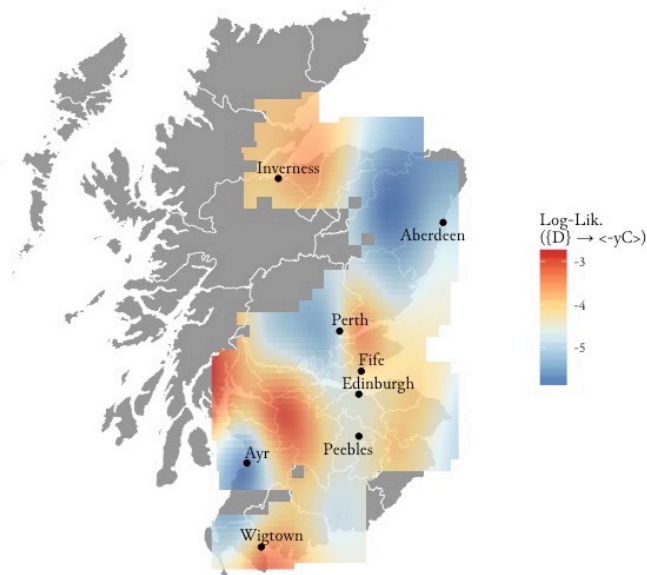 Inverness
Aberdeen
Log-Lik.
({D} → <-yC>)
-3
-4
-5
Perth
Fife
Edinburgh
Peebles
Ayr
Wigtown